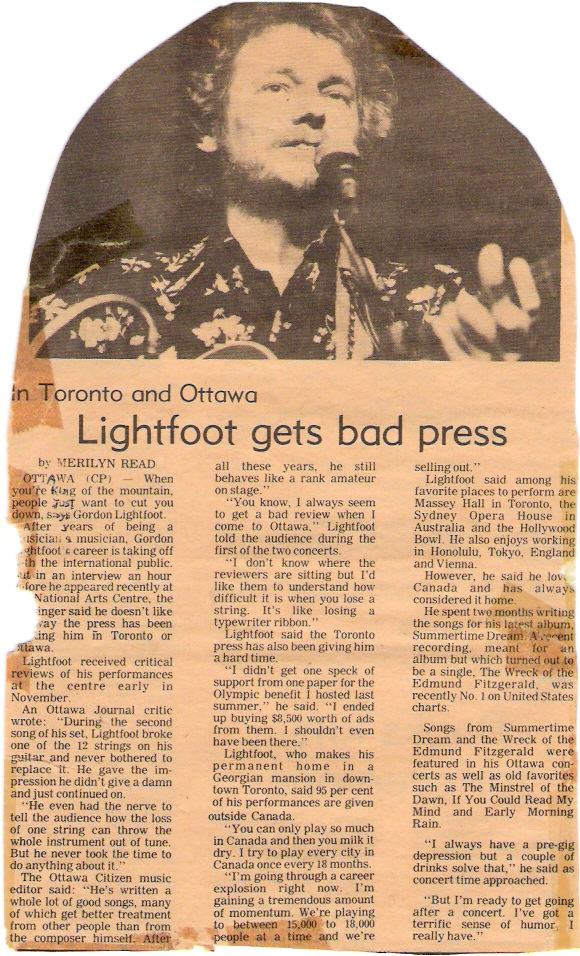 In Toronto and Ottawa
Lightfoot gets bad press
by MERILYN READ
OTTAWA (CP) — When
you're King of the mountain,
people just want to cut you
down, says Gordon Lightfoot.
After years of being a
musician's musician, Gordon
Lightfoot's career is taking off
with the international public.
But in an interview an hour
before he appeared recently at
National Arts Centre, the
singer said he doesn't like
way the press has been
him in Toronto or
Ottawa.
Lightfoot received critical
reviews of his performances
at the centre early in
November.
An Ottawa Journal critic
wrote: "During the second
song of his set, Lightfoot broke
one of the 12 strings on his
guitar and never bothered to
replace it. He gave the im-
pression he didn't give a damn
and just continued on.
"He even had the nerve to
tell the audience how the loss
of one string can throw the
whole instrument out of tune.
But he never took the time to
do anything about it."
The Ottawa Citizen music
editor said: "He's written a
whole lot of good songs, many
of which get better treatment
from other people than from
the composer himself. After
all these years, he still
behaves like a rank amateur
on stage."
"You know, I always seem
to get a bad review when I
come to Ottawa," Lightfoot
told the audience during the
first of the two concerts.
"I don't know where the
reviewers are sitting but I'd
like them to understand how
difficult it is when you lose a
string. It's like losing a
typewriter ribbon."
Lightfoot said the Toronto
press has also been giving him
a hard time.
"I didn't get one speck of
support from one paper for the
Olympic benefit I hosted last
summer," he said. "I ended
up buying $8,500 worth of ads
from them. I shouldn't even
have been there."
Lightfoot, who makes his
permanent home in a
Georgian mansion in down-
town Toronto, said 95 per cent
of his performances are given
outside Canada.
"You can only play so much
in Canada and then you milk it
dry. I try to play every city in
Canada once every 18 months.
"I'm going through a career
explosion right now. I'm
gaining a tremendous amount
of momentum. We're playing
to between 15,000 to 18,000
people at a time and we're
selling out."
Lightfoot said among his
favorite places to perform are
Massey Hall in Toronto, the
Sydney Opera House in
Australia and the Hollywood
Bowl. He also enjoys working
in Honolulu, Tokyo, England
and Vienna.
However, he said he loves
Canada and has always
considered it home.
He spent two months writing
the songs for his latest album,
Summertime Dream. A recent
recording, meant for an
album but which turned out to
be a single, The Wreck of the
Edmund Fitzgerald, was
recently No. 1 on United States
charts.
Songs from Summertime
Dream and the Wreck of the
Edmund Fitzgerald were
featured in his Ottawa con-
certs as well as old favorites
such as The Minstrel of the
Dawn, If You Could Read My
Mind and Early Morning
Rain.
"I always have a pre-gig
depression but a couple of
drinks solve that," he said as
concert time approached.
"But I'm ready to get going
after a concert. I've got a
terrific sense of humor, I
really have."